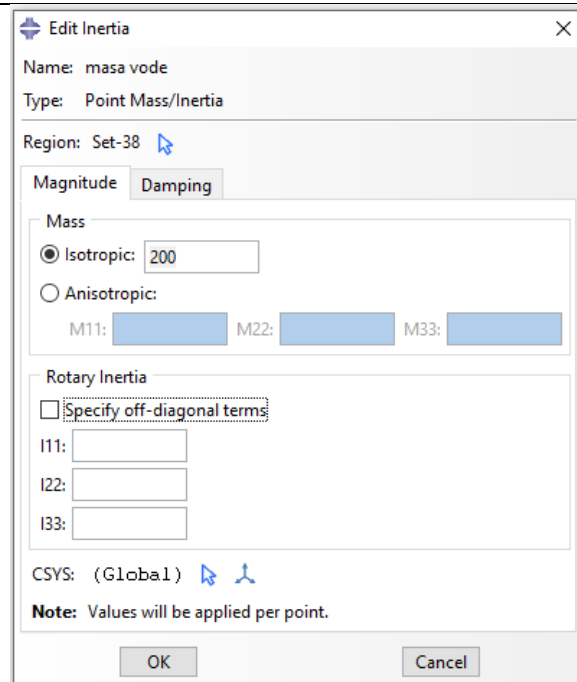 Edit Inertia
Name: masa vode
Type: Point Mass/Inertia
Region: Set-38
Magnitude Damping
Mass
Isotropic: 200
Anisotropic:
M11: M22: M33:
Rotary Inertia
Specify off-diagonal terms
I11:
I22:
I33:
CSYS: (Global)
Note: Values will be applied per point.
OK Cancel